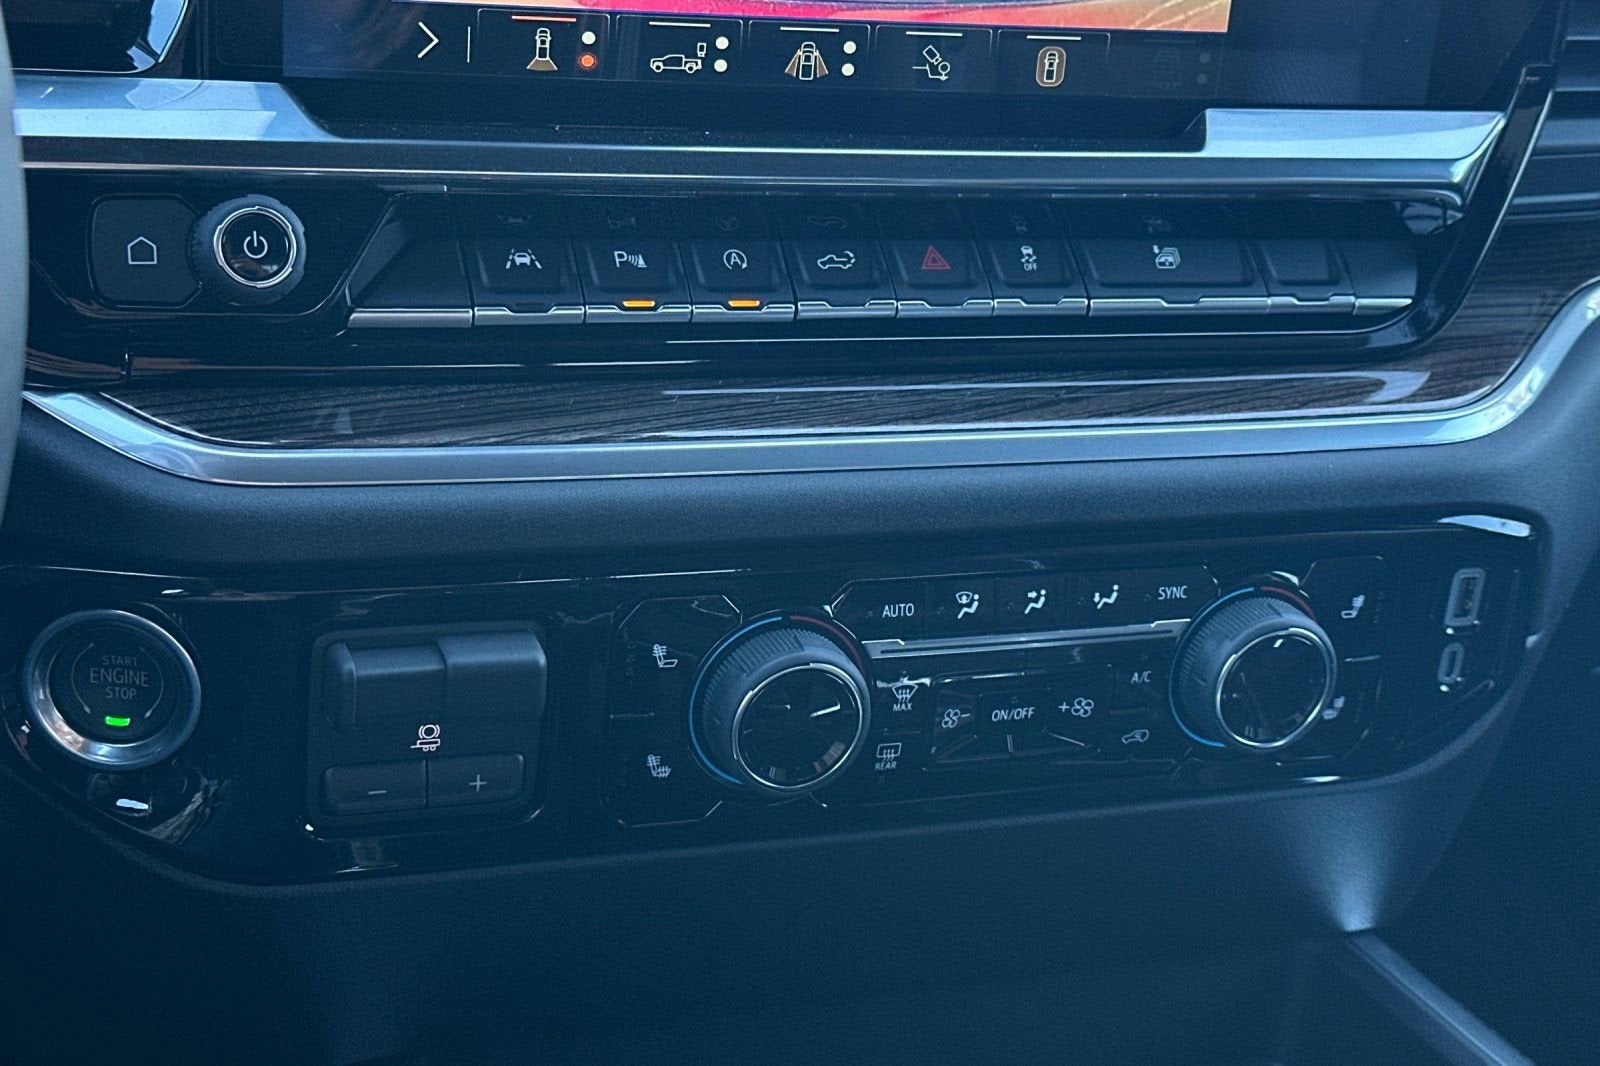 P
A
OFF
AUTO
SYNC
START
ENGINE
STOP
MAX
A/C
ON/OFF
REAR
- +
- +